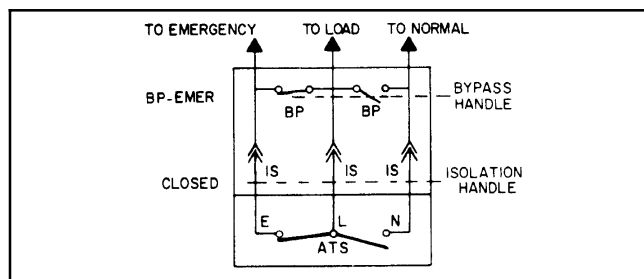 TO EMERGENCY TO LOAD TO NORMAL
BP-EMER BP BP BYPASS HANDLE
CLOSED IS IS IS ISOLATION HANDLE
E L N
ATS